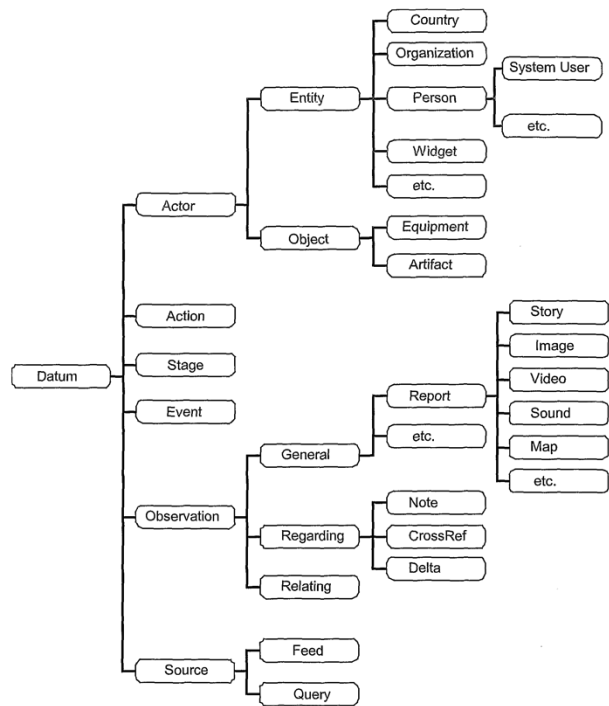 Country
Organization
System User
Entity
Person
etc.
Widget
etc.
Actor
Equipment
Object
Artifact
Story
Action
Image
Stage
Video
Datum
Report
Event
Sound
etc.
General
Map
etc.
Note
Observation
Regarding
CrossRef
Delta
Relating
Feed
Source
Query